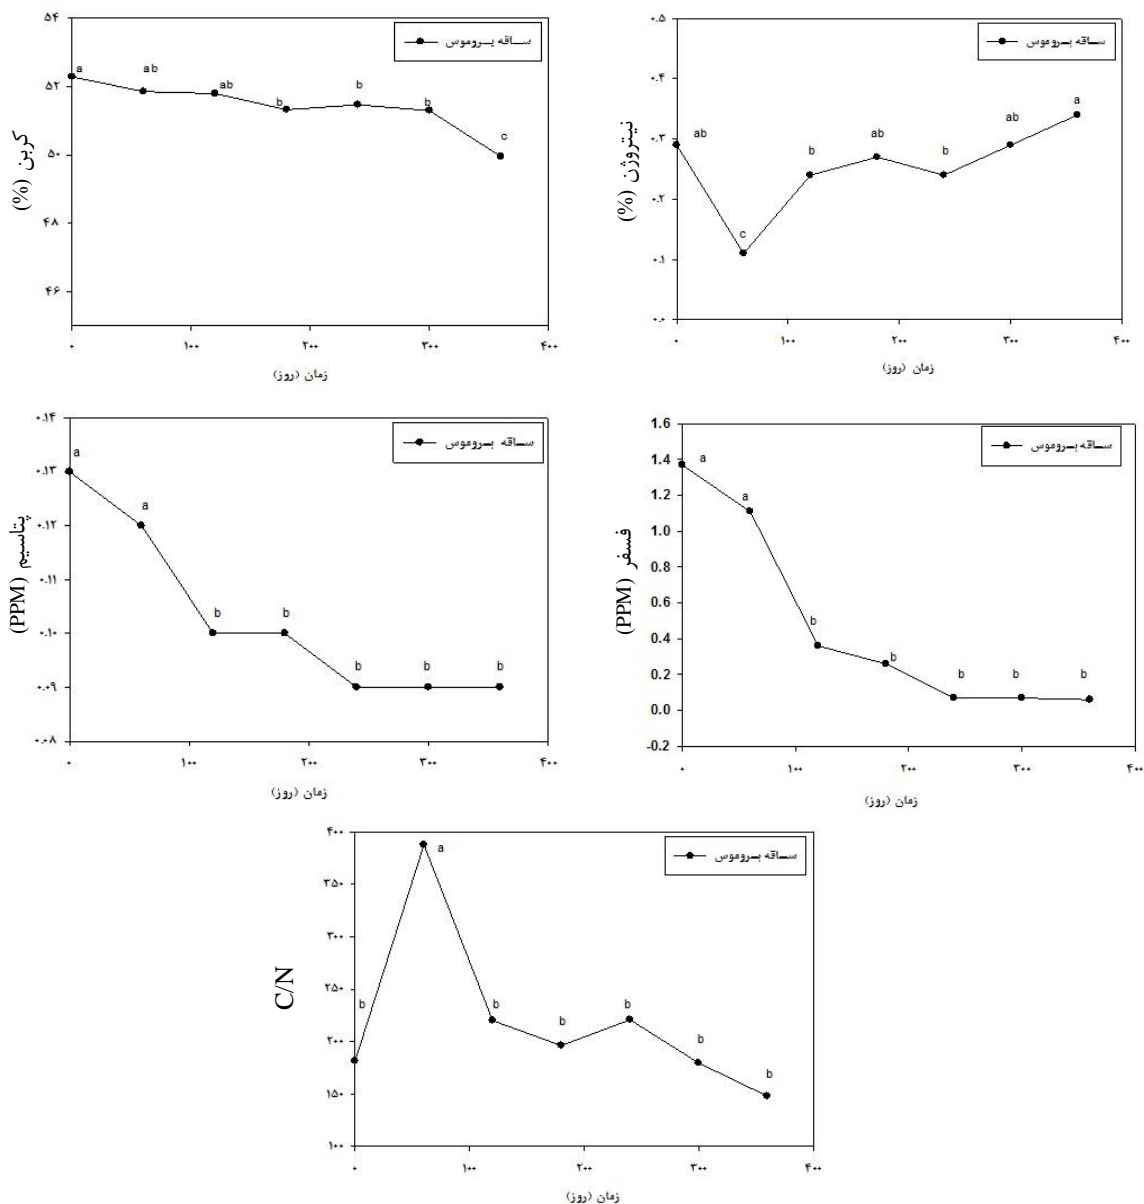 ۵۴
۵۲
۵۰
۴۸
۴۶
کربن (%)
ساقه بروموس
a
ab
ab
b
b
b
c
۰ ۱۰۰ ۲۰۰ ۳۰۰ ۴۰۰
زمان (روز)
۰.۵
۰.۴
۰.۳
۰.۲
۰.۱
۰.۰
نیتروژن (%)
ساقه بروموس
ab
c
b
ab
b
ab
a
۰ ۱۰۰ ۲۰۰ ۳۰۰ ۴۰۰
زمان (روز)
۰.۱۴
۰.۱۳
۰.۱۲
۰.۱۱
۰.۱۰
۰.۰۹
۰.۰۸
پتاسیم (PPM)
ساقه بروموس
a
a
b
b
b
b
b
۰ ۱۰۰ ۲۰۰ ۳۰۰ ۴۰۰
زمان (روز)
1.6
1.4
1.2
1.0
0.8
0.6
0.4
0.2
0.0
-0.2
فسفر (PPM)
ساقه بروموس
a
a
b
b
b
b
b
۰ ۱۰۰ ۲۰۰ ۳۰۰ ۴۰۰
زمان (روز)
۴۰۰
۳۵۰
۳۰۰
۲۵۰
۲۰۰
۱۵۰
۱۰۰
C/N
ساقه بروموس
b
a
b
b
b
b
b
۰ ۱۰۰ ۲۰۰ ۳۰۰ ۴۰۰
زمان (روز)